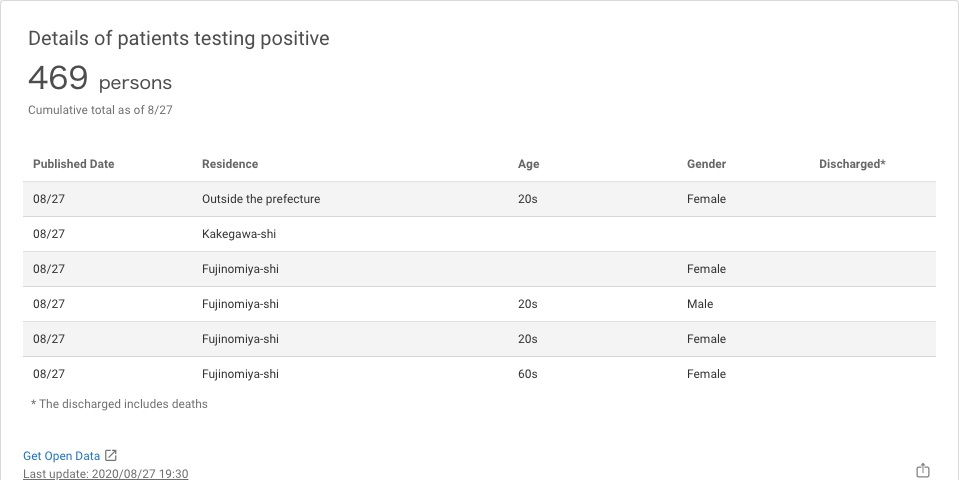 Details of patients testing positive
469 persons
Cumulative total as of 8/27
Published Date Residence Age Gender Discharged*
08/27 Outside the prefecture 20s Female
08/27 Kakegawa-shi
08/27 Fujinomiya-shi Female
08/27 Fujinomiya-shi 20s Male
08/27 Fujinomiya-shi 20s Female
08/27 Fujinomiya-shi 60s Female
* The discharged includes deaths
Get Open Data
Last update: 2020/08/27 19:30